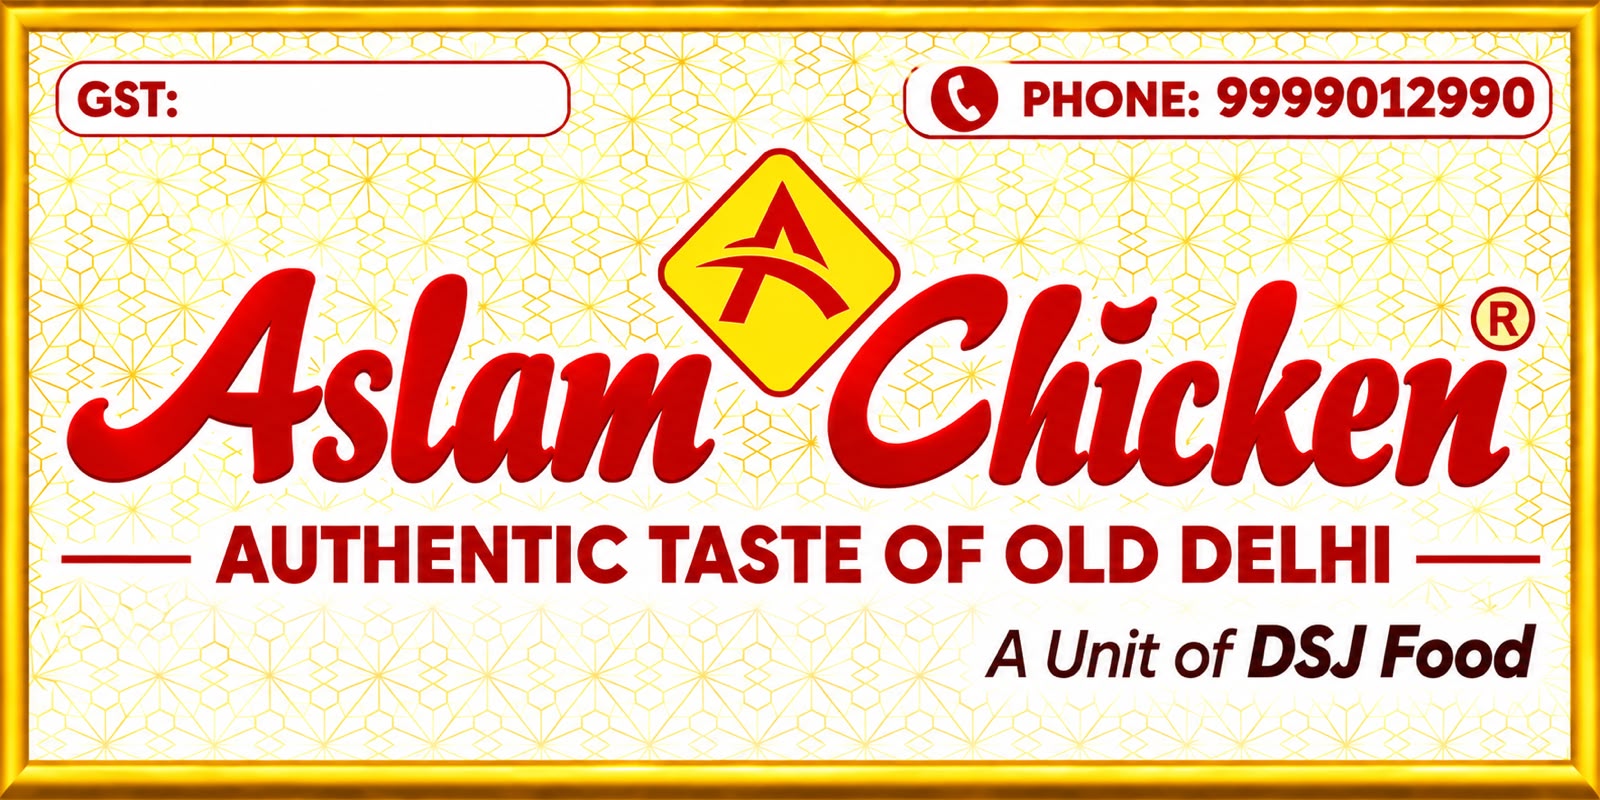 GST:
PHONE: 9999012990
Aslam Chicken ®
AUTHENTIC TASTE OF OLD DELHI
A Unit of DSJ Food